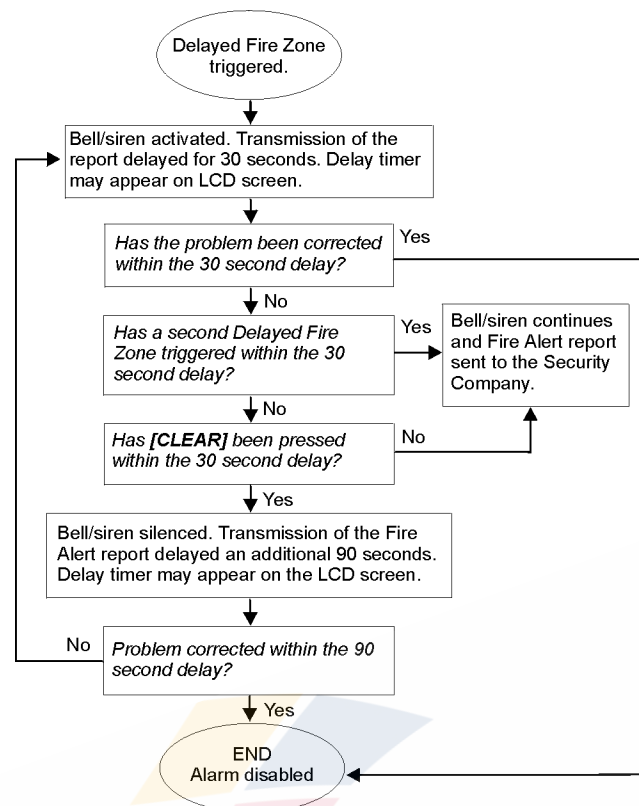 Delayed Fire Zone
triggered.
Bell/siren activated. Transmission of the
report delayed for 30 seconds. Delay timer
may appear on LCD screen.
Has the problem been corrected
within the 30 second delay?
Yes
No
Has a second Delayed Fire
Zone triggered within the 30
second delay?
Yes
Bell/siren continues
and Fire Alert report
sent to the Security
Company.
No
Has [CLEAR] been pressed
within the 30 second delay?
No
Yes
Bell/siren silenced. Transmission of the Fire
Alert report delayed an additional 90 seconds.
Delay timer may appear on the LCD screen.
No
Problem corrected within the 90
second delay?
Yes
END
Alarm disabled